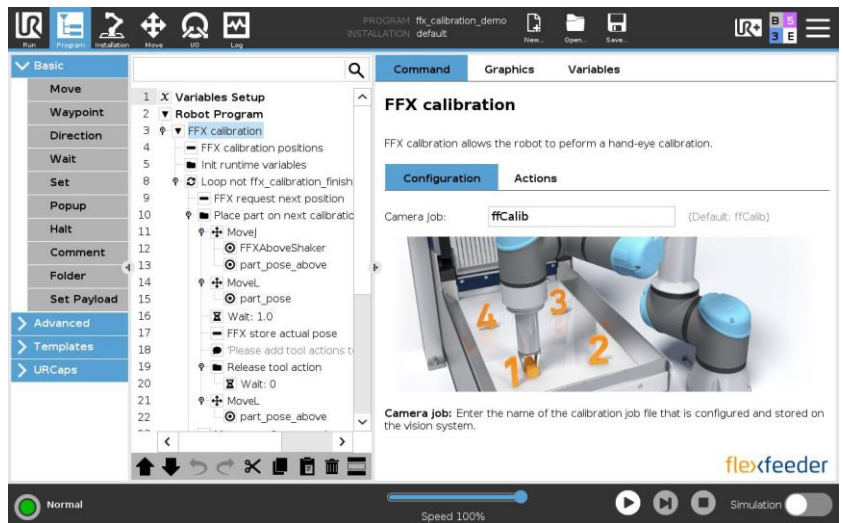 PROGRAM ffx_calibration_demo
INSTALLATION default
Run Program Installation Move I/O Log New... Open... Save...
UR+
B 5
3 E
Basic
Move
Waypoint
Direction
Wait
Set
Popup
Halt
Comment
Folder
Set Payload
Advanced
Templates
URCaps
1 X Variables Setup
2 Robot Program
3 FFX calibration
4 FFX calibration positions
5 Init runtime variables
8 Loop not ffx_calibration_finish
9 FFX request next position
10 Place part on next calibratio
11 MoveJ
12 FFXAboveShaker
13 part_pose_above
14 MoveL
15 part_pose
16 Wait: 1.0
17 FFX store actual pose
18 'Please add tool actions t
19 Release tool action
20 Wait: 0
21 MoveL
22 part_pose_above
Command Graphics Variables
FFX calibration
FFX calibration allows the robot to peform a hand-eye calibration.
Configuration Actions
Camera job: ffCalib (Default: ffCalib)
4 3
1 2
Camera job: Enter the name of the calibration job file that is configured and stored on
the vision system.
flexfeeder
Normal
Speed 100%
Simulation